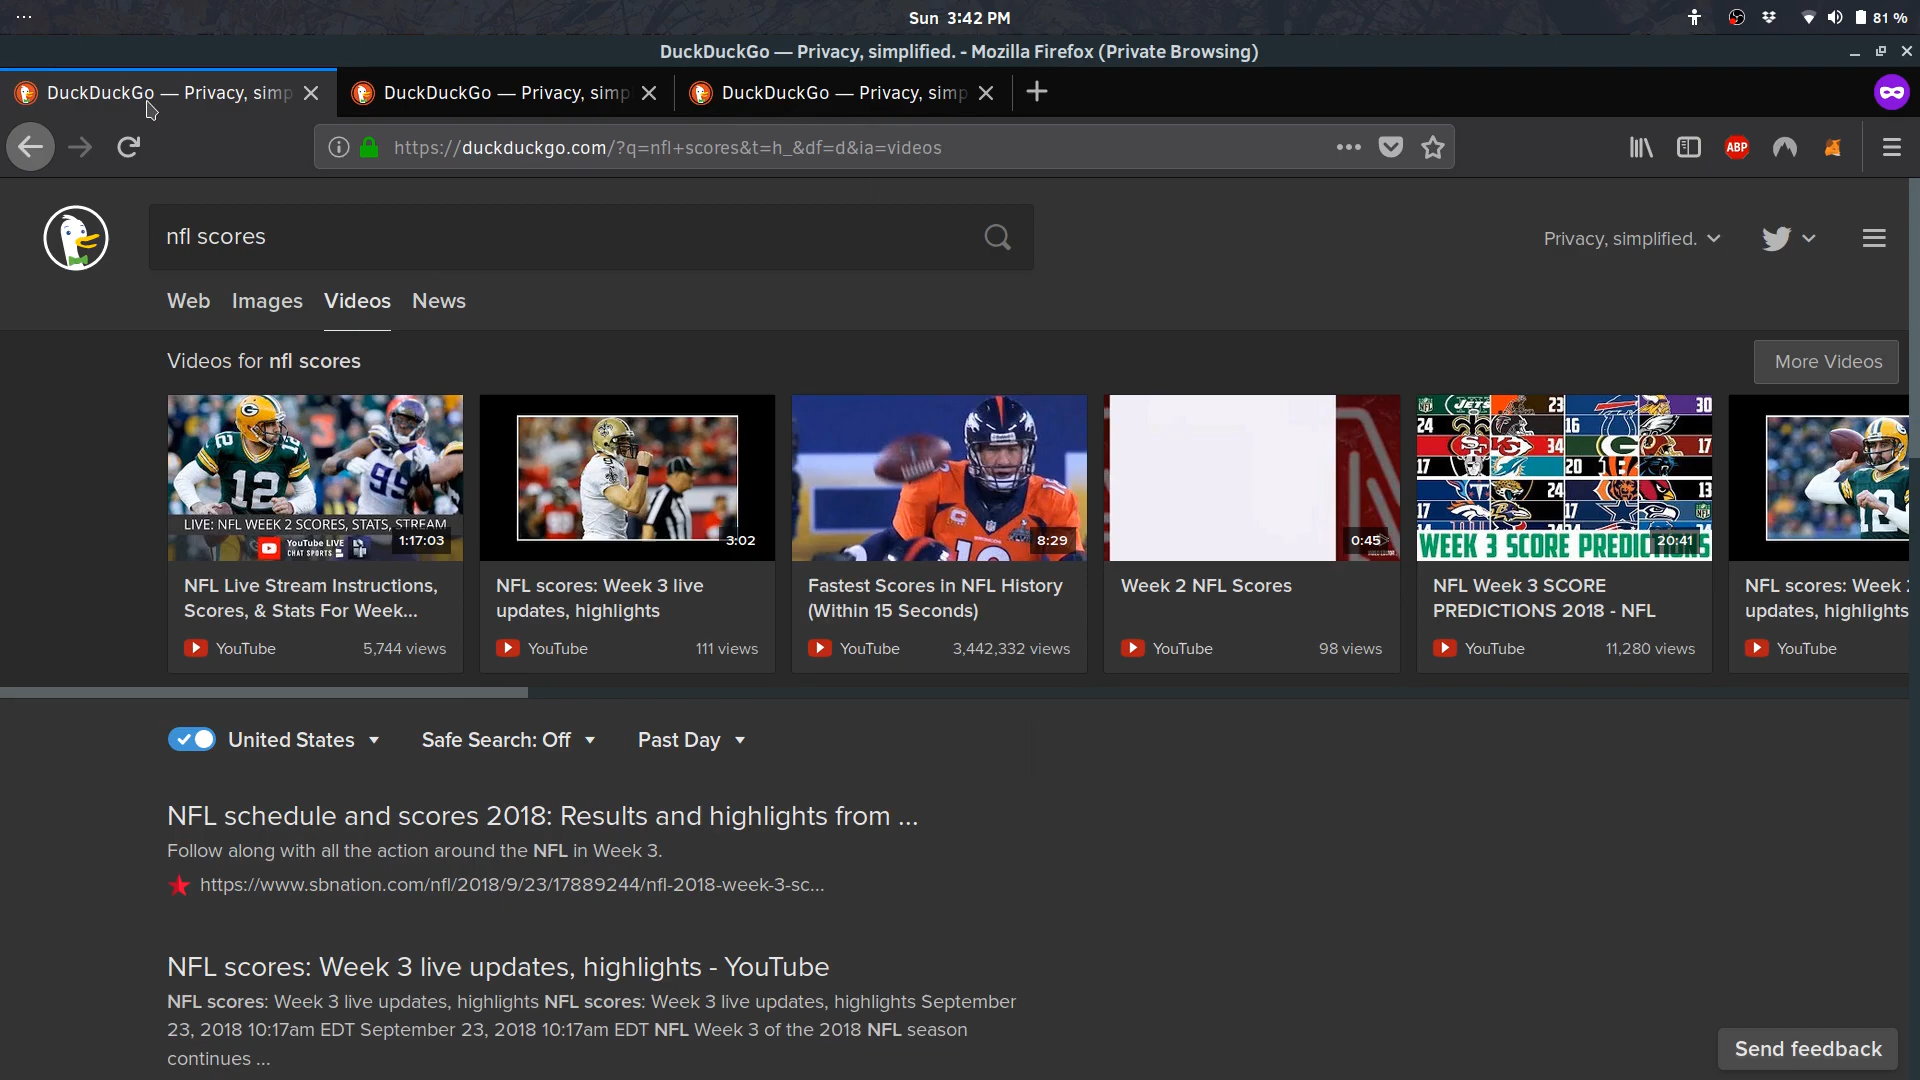 Sun 3:42 PM
81 %
DuckDuckGo — Privacy, simplified. - Mozilla Firefox (Private Browsing)
DuckDuckGo — Privacy, simp
DuckDuckGo — Privacy, simp
DuckDuckGo — Privacy, simp
https://duckduckgo.com/?q=nfl+scores&t=h_&df=d&ia=videos
ABP
nfl scores
Privacy, simplified.
Web Images Videos News
Videos for nfl scores
More Videos
LIVE: NFL WEEK 2 SCORES, STATS, STREAM
YouTube LIVE
CHAT SPORTS
1:17:03
3:02
8:29
0:45
WEEK 3 SCORE
20:41
NFL Live Stream Instructions,
Scores, & Stats For Week...
YouTube 5,744 views
NFL scores: Week 3 live
updates, highlights
YouTube 111 views
Fastest Scores in NFL History
(Within 15 Seconds)
YouTube 3,442,332 views
Week 2 NFL Scores
YouTube 98 views
NFL Week 3 SCORE
PREDICTIONS 2018 - NFL
YouTube 11,280 views
NFL scores: Week
updates, highlights
YouTube
United States
Safe Search: Off
Past Day
NFL schedule and scores 2018: Results and highlights from ...
Follow along with all the action around the NFL in Week 3.
https://www.sbnation.com/nfl/2018/9/23/17889244/nfl-2018-week-3-sc...
NFL scores: Week 3 live updates, highlights - YouTube
NFL scores: Week 3 live updates, highlights NFL scores: Week 3 live updates, highlights September
23, 2018 10:17am EDT September 23, 2018 10:17am EDT NFL Week 3 of the 2018 NFL season
continues ...
Send feedback